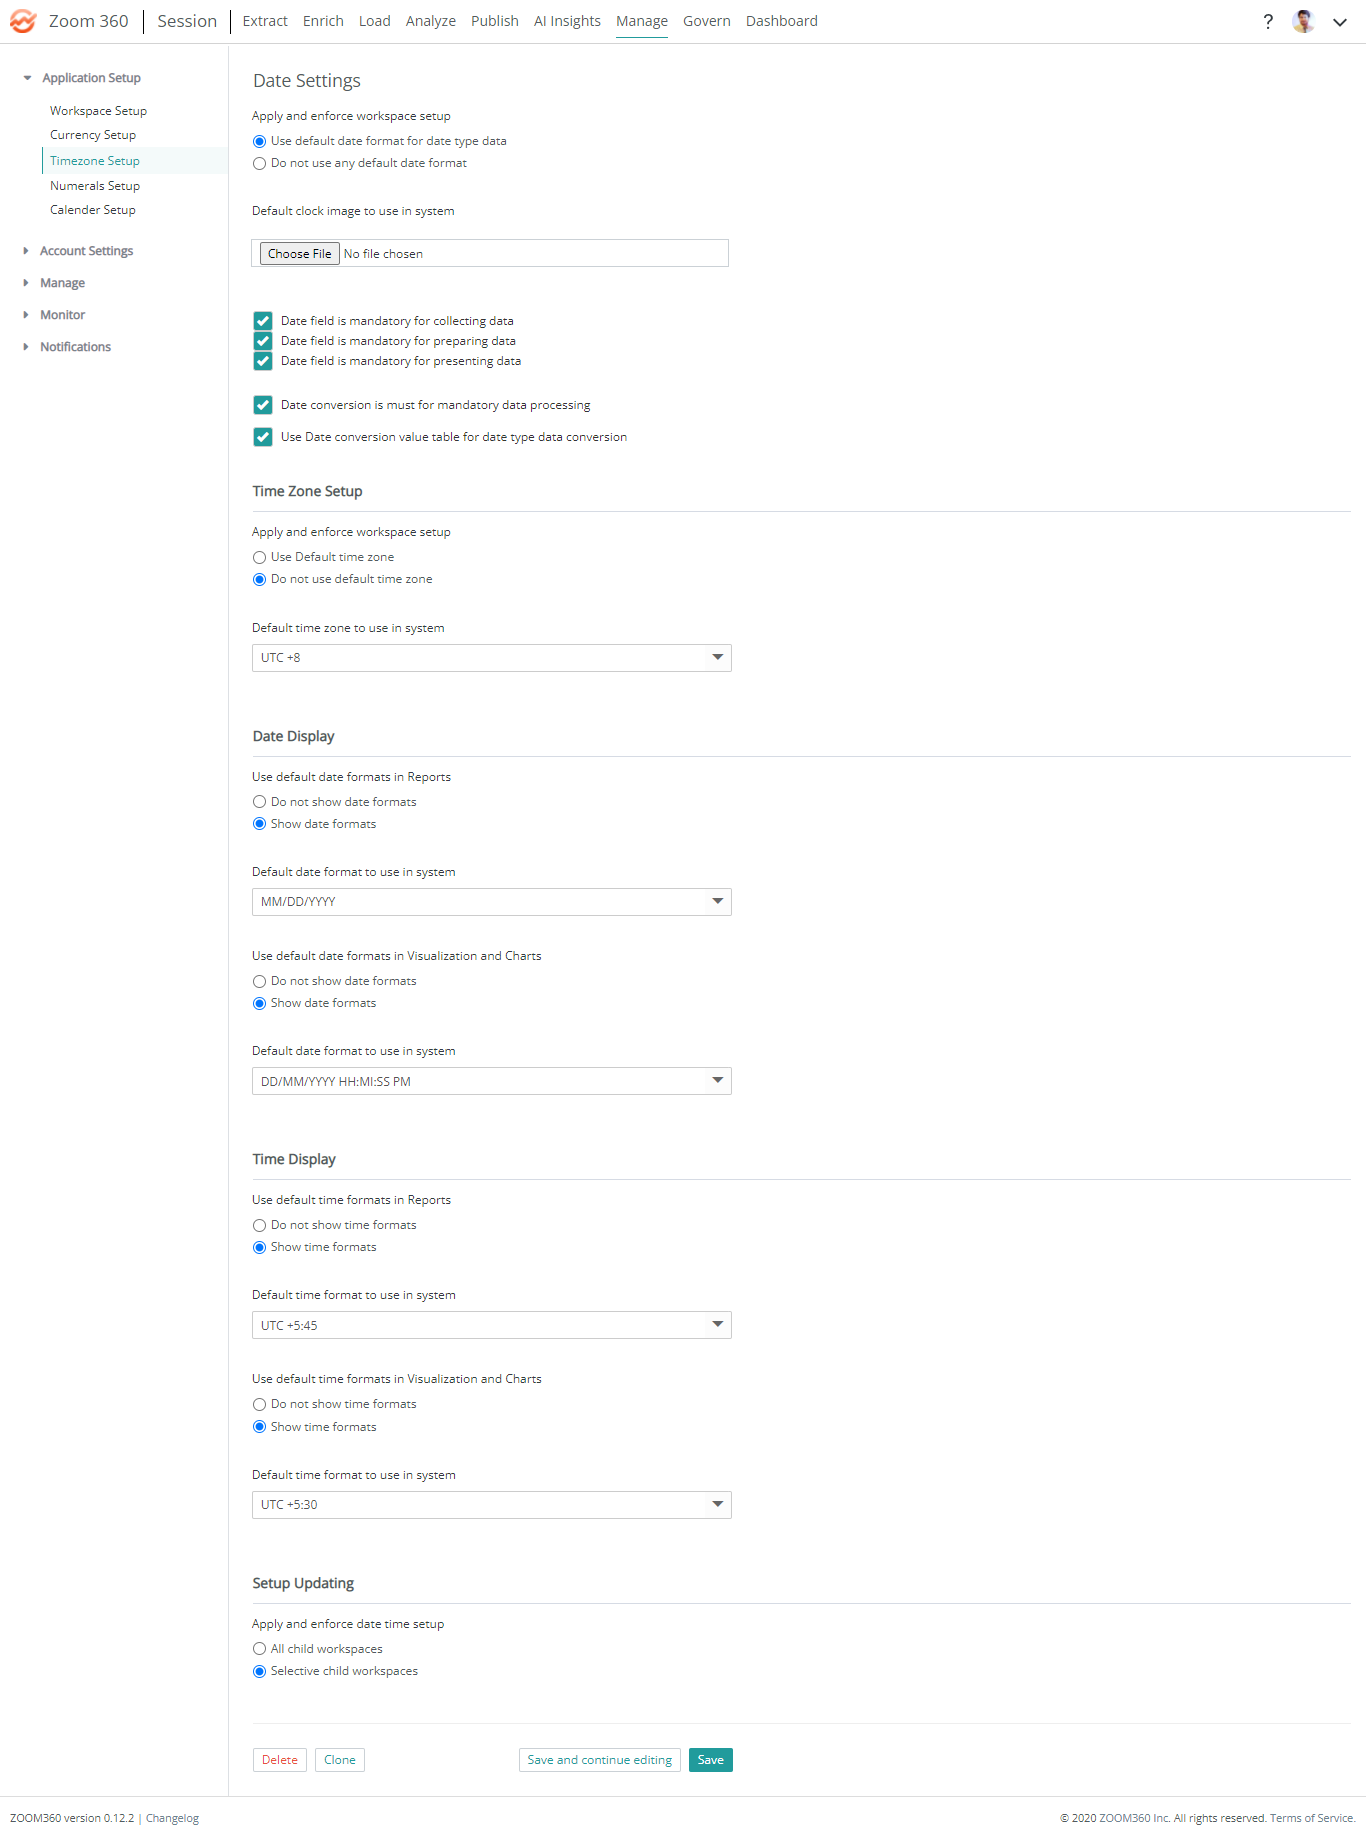 Zoom 360 | Session | Extract Enrich Load Analyze Publish AI Insights Manage Govern Dashboard ?
Application Setup
Workspace Setup
Currency Setup
Timezone Setup
Numerals Setup
Calender Setup
Account Settings
Manage
Monitor
Notifications
Date Settings
Apply and enforce workspace setup
Use default date format for date type data
Do not use any default date format
Default clock image to use in system
Choose File No file chosen
Date field is mandatory for collecting data
Date field is mandatory for preparing data
Date field is mandatory for presenting data
Date conversion is must for mandatory data processing
Use Date conversion value table for date type data conversion
Time Zone Setup
Apply and enforce workspace setup
Use Default time zone
Do not use default time zone
Default time zone to use in system
UTC +8
Date Display
Use default date formats in Reports
Do not show date formats
Show date formats
Default date format to use in system
MM/DD/YYYY
Use default date formats in Visualization and Charts
Do not show date formats
Show date formats
Default date format to use in system
DD/MM/YYYY HH:MI:SS PM
Time Display
Use default time formats in Reports
Do not show time formats
Show time formats
Default time format to use in system
UTC +5:45
Use default time formats in Visualization and Charts
Do not show time formats
Show time formats
Default time format to use in system
UTC +5:30
Setup Updating
Apply and enforce date time setup
All child workspaces
Selective child workspaces
Delete Clone Save and continue editing Save
ZOOM360 version 0.12.2 | Changelog © 2020 ZOOM360 Inc. All rights reserved. Terms of Service.